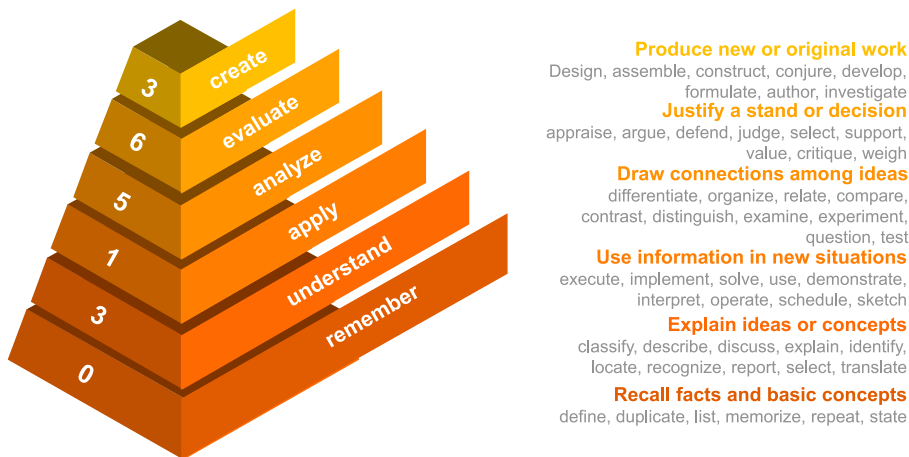 3
create
6
evaluate
5
analyze
1
apply
3
understand
0
remember
Produce new or original work
Design, assemble, construct, conjure, develop,
formulate, author, investigate
Justify a stand or decision
appraise, argue, defend, judge, select, support,
value, critique, weigh
Draw connections among ideas
differentiate, organize, relate, compare,
contrast, distinguish, examine, experiment,
question, test
Use information in new situations
execute, implement, solve, use, demonstrate,
interpret, operate, schedule, sketch
Explain ideas or concepts
classify, describe, discuss, explain, identify,
locate, recognize, report, select, translate
Recall facts and basic concepts
define, duplicate, list, memorize, repeat, state